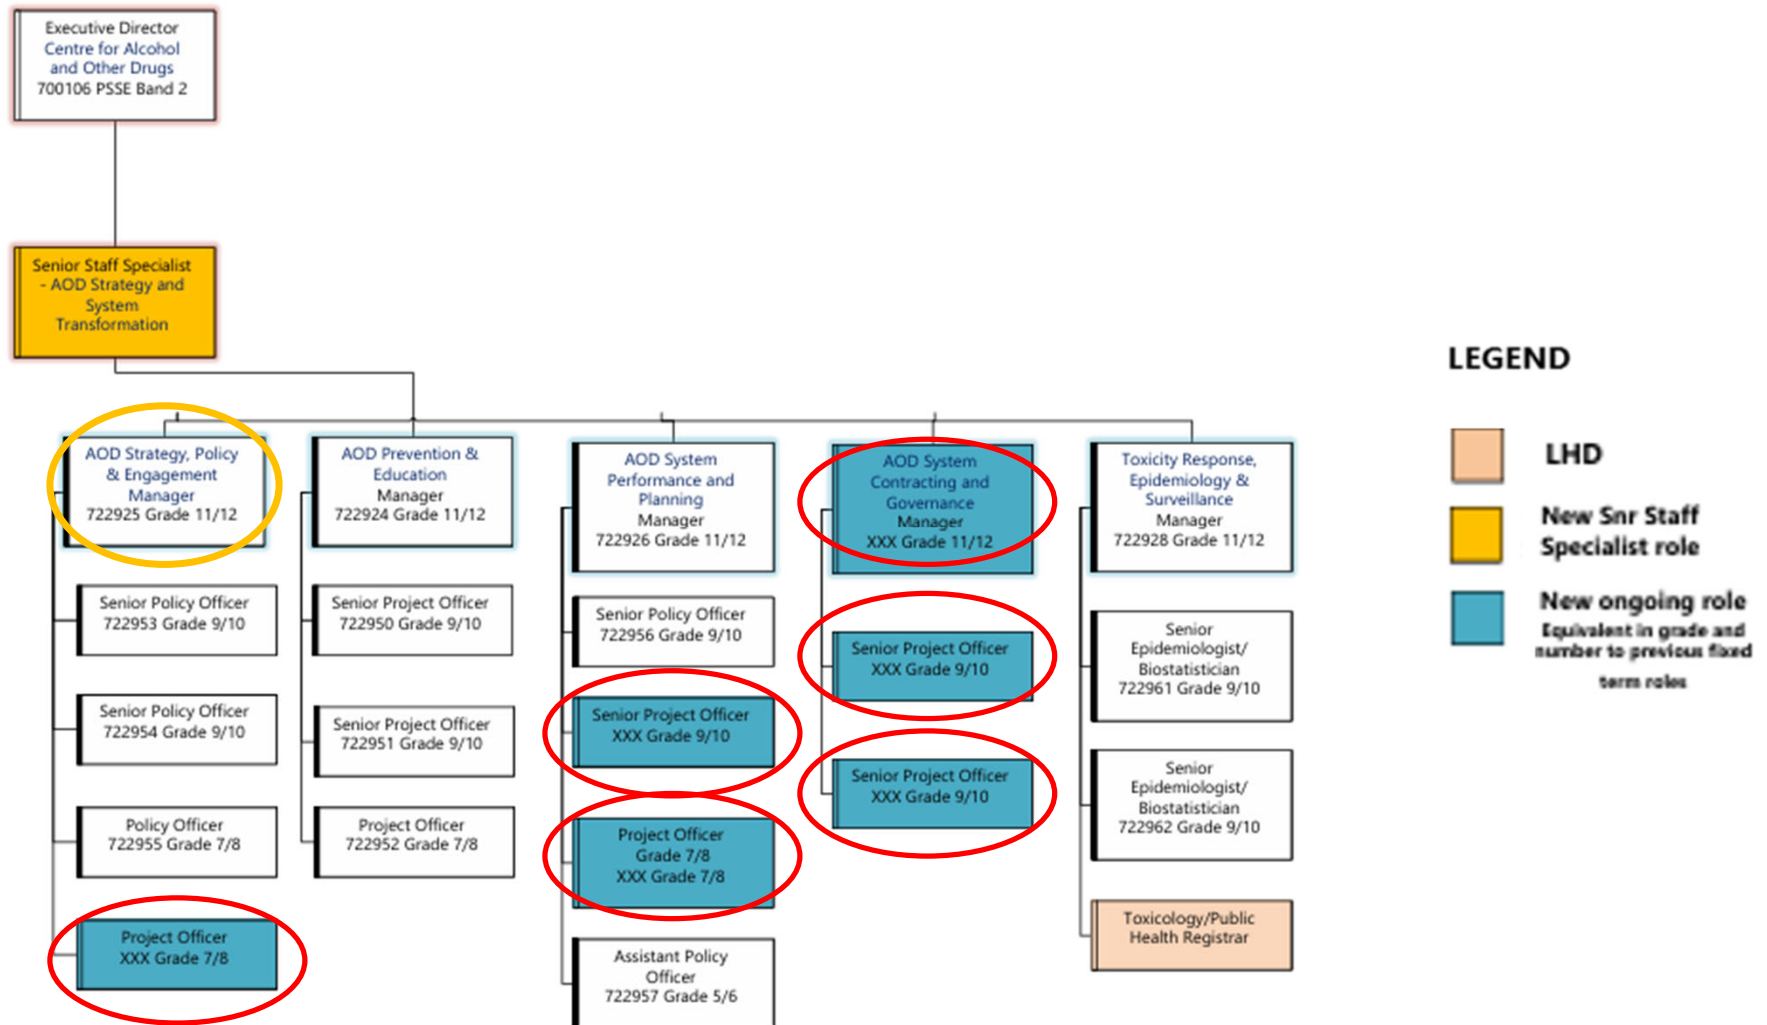 Executive Director
Centre for Alcohol
and Other Drugs
700106 PSSE Band 2
Senior Staff Specialist
- AOD Strategy and
System
Transformation
AOD Strategy, Policy
& Engagement
Manager
722925 Grade 11/12
Senior Policy Officer
722953 Grade 9/10
Senior Policy Officer
722954 Grade 9/10
Policy Officer
722955 Grade 7/8
Project Officer
XXX Grade 7/8
AOD Prevention &
Education
Manager
722924 Grade 11/12
Senior Project Officer
722950 Grade 9/10
Senior Project Officer
722951 Grade 9/10
Project Officer
722952 Grade 7/8
AOD System
Performance and
Planning
Manager
722926 Grade 11/12
Senior Policy Officer
722956 Grade 9/10
Senior Project Officer
XXX Grade 9/10
Project Officer
Grade 7/8
XXX Grade 7/8
Assistant Policy
Officer
722957 Grade 5/6
AOD System
Contracting and
Governance
Manager
XXX Grade 11/12
Senior Project Officer
XXX Grade 9/10
Senior Project Officer
XXX Grade 9/10
Toxicity Response,
Epidemiology &
Surveillance
Manager
722928 Grade 11/12
Senior
Epidemiologist/
Biostatistician
722961 Grade 9/10
Senior
Epidemiologist/
Biostatistician
722962 Grade 9/10
Toxicology/Public
Health Registrar
LEGEND
LHD
New Snr Staff
Specialist role
New ongoing role
Equivalent in grade and
number to previous fixed
term roles